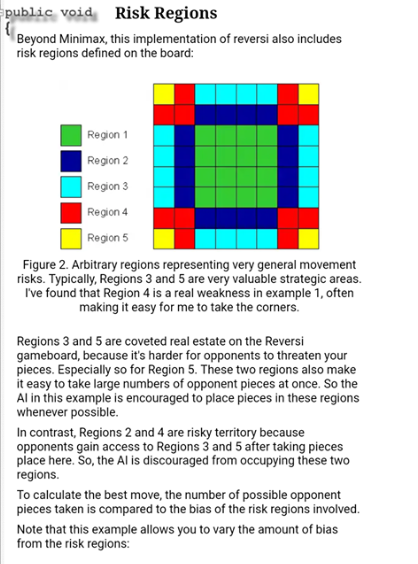 public void
{
Risk Regions
Beyond Minimax, this implementation of reversi also includes
risk regions defined on the board:
Region 1
Region 2
Region 3
Region 4
Region 5
Figure 2. Arbitrary regions representing very general movement
risks. Typically, Regions 3 and 5 are very valuable strategic areas.
I've found that Region 4 is a real weakness in example 1, often
making it easy for me to take the corners.
Regions 3 and 5 are coveted real estate on the Reversi
gameboard, because it's harder for opponents to threaten your
pieces. Especially so for Region 5. These two regions also make
it easy to take large numbers of opponent pieces at once. So the
AI in this example is encouraged to place pieces in these regions
whenever possible.
In contrast, Regions 2 and 4 are risky territory because
opponents gain access to Regions 3 and 5 after taking pieces
place here. So, the AI is discouraged from occupying these two
regions.
To calculate the best move, the number of possible opponent
pieces taken is compared to the bias of the risk regions involved.
Note that this example allows you to vary the amount of bias
from the risk regions: